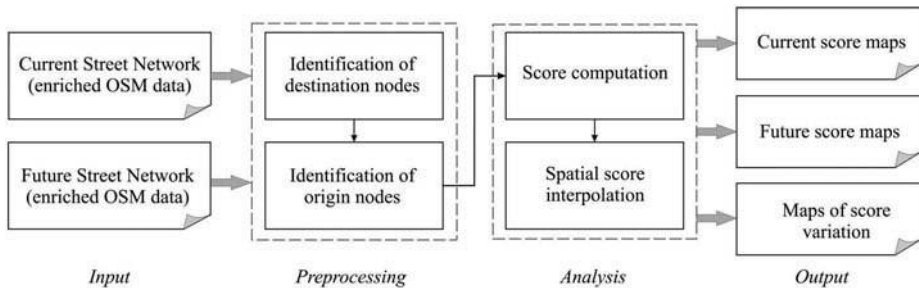 Current Street Network
(enriched OSM data)
Future Street Network
(enriched OSM data)
Identification of
destination nodes
Identification of
origin nodes
Score computation
Spatial score
interpolation
Current score maps
Future score maps
Maps of score
variation
Input
Preprocessing
Analysis
Output